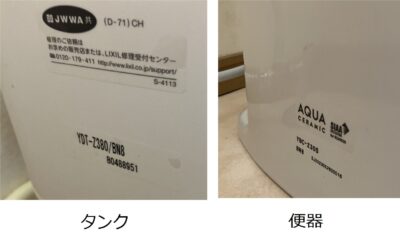 JWWA (D-71)CH
修理のご依頼は
お求めの販売店または、LIXIL修理受付センター
0120-179-411 http://www.lixil.co.jp/support/
S-4113
YDT-Z380/BN8
B0488951
AQUA
CERAMIC
BN8
タンク
便器